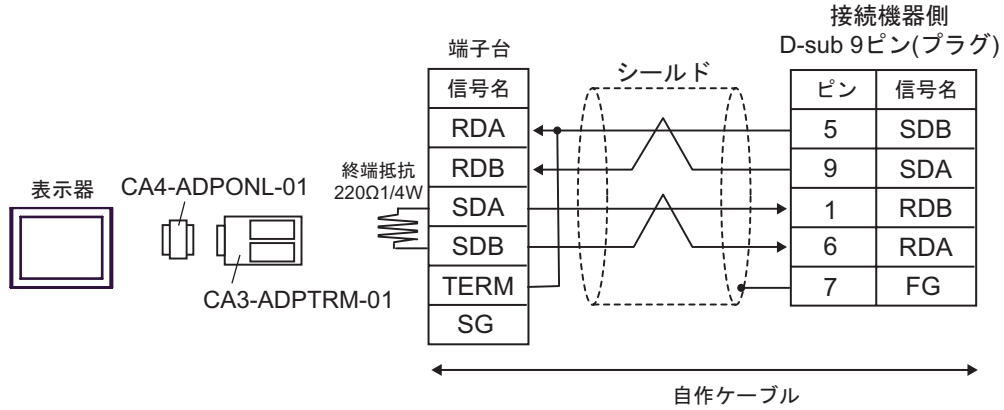 接続機器側
D-sub 9ピン(プラグ)
端子台
シールド
信号名
ピン 信号名
RDA 5 SDB
RDB 9 SDA
SDA 1 RDB
SDB 6 RDA
TERM 7 FG
SG
終端抵抗
220Ω1/4W
表示器
CA4-ADPONL-01
CA3-ADPTRM-01
自作ケーブル